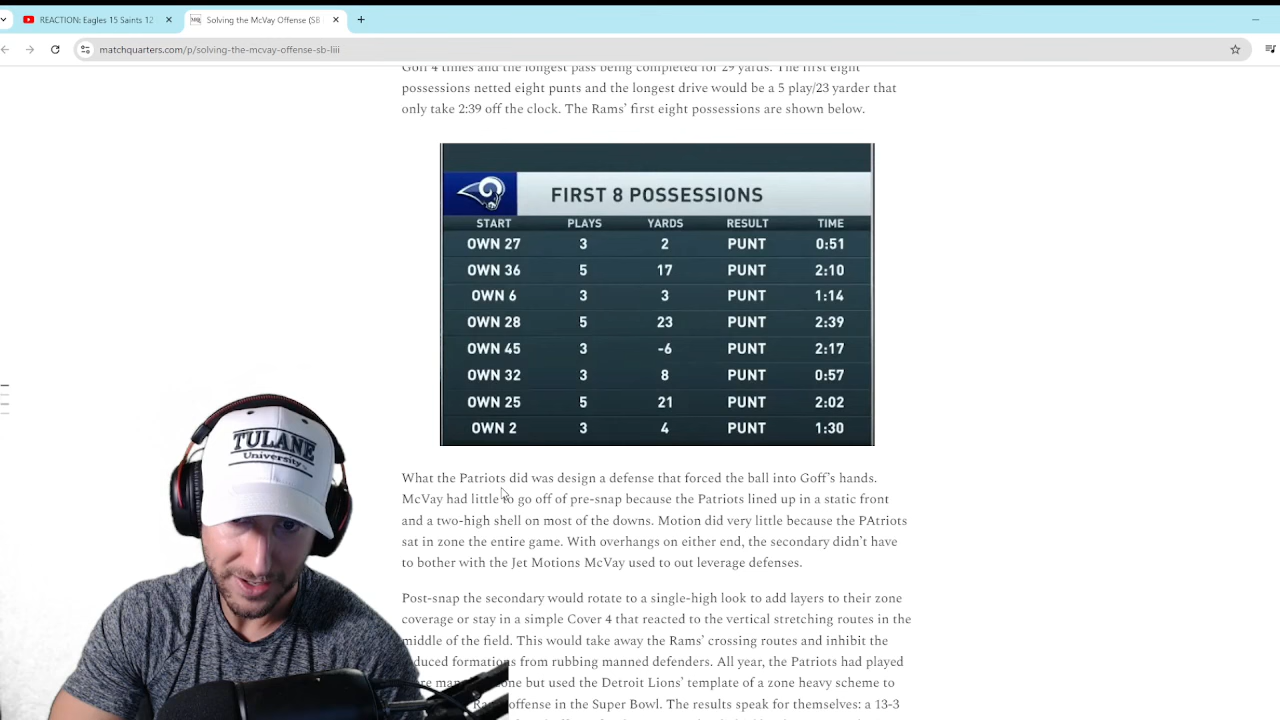 REACTION: Eagles 15 Saints 12
Solving the McVay Offense (SB
matchquarters.com/p/solving-the-mcvay-offense-sb-liii
Goff 4 times and the longest pass being completed for 29 yards. The first eight
possessions netted eight punts and the longest drive would be a 5 play/23 yarder that
only take 2:39 off the clock. The Rams' first eight possessions are shown below.
FIRST 8 POSSESSIONS
START PLAYS YARDS RESULT TIME
OWN 27 3 2 PUNT 0:51
OWN 36 5 17 PUNT 2:10
OWN 6 3 3 PUNT 1:14
OWN 28 5 23 PUNT 2:39
OWN 45 3 -6 PUNT 2:17
OWN 32 3 8 PUNT 0:57
OWN 25 5 21 PUNT 2:02
OWN 2 3 4 PUNT 1:30
What the Patriots did was design a defense that forced the ball into Goff's hands.
McVay had little to go off of pre-snap because the Patriots lined up in a static front
and a two-high shell on most of the downs. Motion did very little because the PAtriots
sat in zone the entire game. With overhangs on either end, the secondary didn't have
to bother with the Jet Motions McVay used to out leverage defenses.
Post-snap the secondary would rotate to a single-high look to add layers to their zone
coverage or stay in a simple Cover 4 that reacted to the vertical stretching routes in the
middle of the field. This would take away the Rams' crossing routes and inhibit the
formations from rubbing manned defenders. All year, the Patriots had played
but used the Detroit Lions' template of a zone heavy scheme to
offense in the Super Bowl. The results speak for themselves: a 13-3
TULANE
University